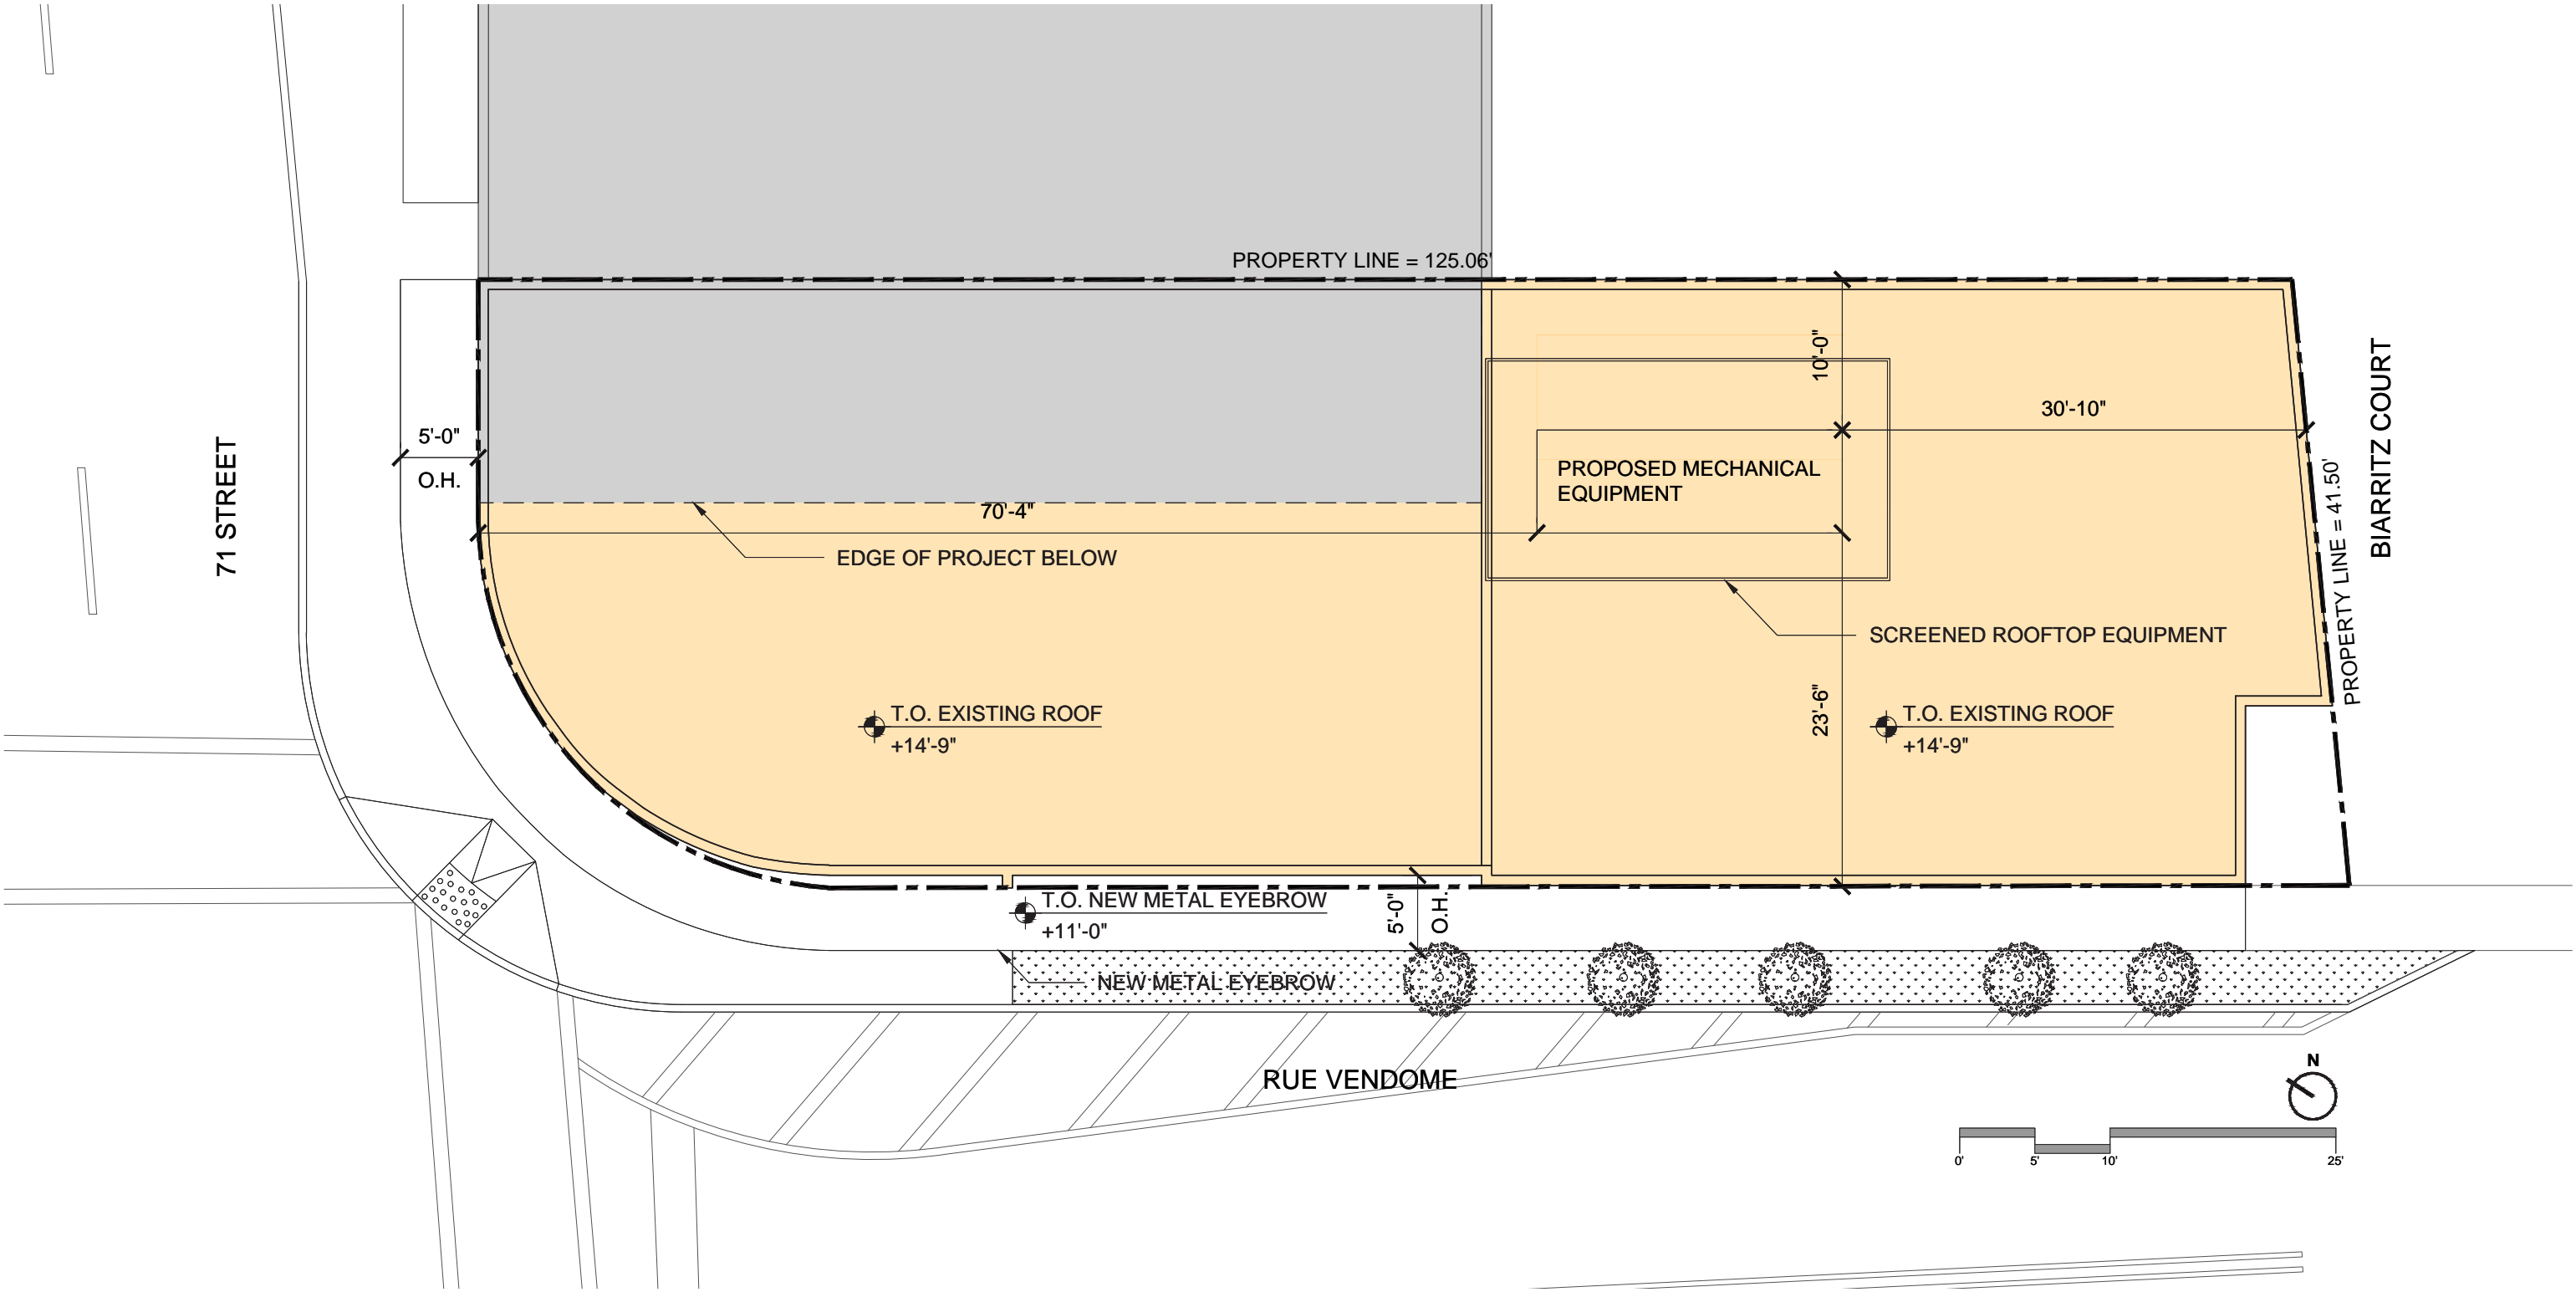 PROPERTY LINE = 125.06'
10'-0"
BIARRITZ COURT
30'-10"
5'-0"
O.H.
71 STREET
PROPOSED MECHANICAL
EQUIPMENT
PROPERTY LINE = 41.50'
70'-4"
EDGE OF PROJECT BELOW
SCREENED ROOFTOP EQUIPMENT
23'-6"
T.O. EXISTING ROOF
+14'-9"
T.O. EXISTING ROOF
+14'-9"
T.O. NEW METAL EYEBROW
+11'-0"
5'-0"
O.H.
NEW METAL EYEBROW
RUE VENDOME
N
0'
5'
10'
25'